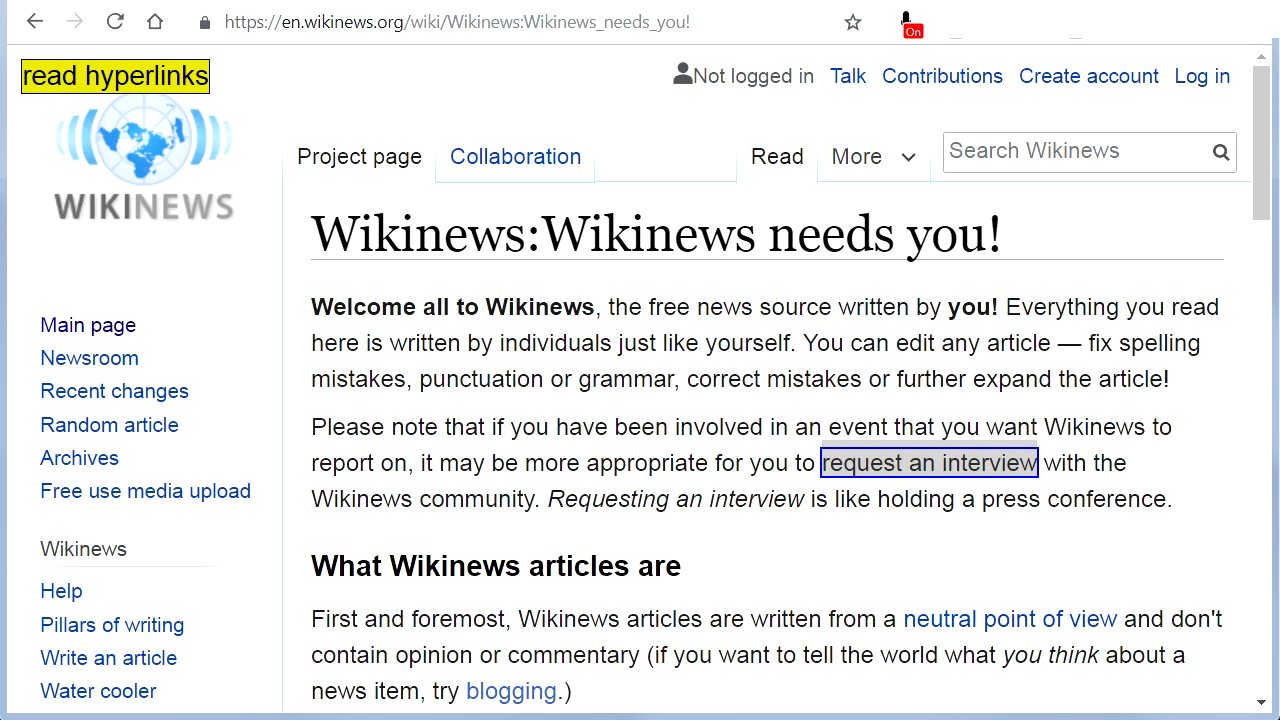 https://en.wikinews.org/wiki/Wikinews:Wikinews_needs_you!
On
read hyperlinks
Not logged in Talk Contributions Create account Log in
WIKINEWS
Project page Collaboration Read More Search Wikinews
Wikinews:Wikinews needs you!
Welcome all to Wikinews, the free news source written by you! Everything you read
here is written by individuals just like yourself. You can edit any article — fix spelling
mistakes, punctuation or grammar, correct mistakes or further expand the article!
Please note that if you have been involved in an event that you want Wikinews to
report on, it may be more appropriate for you to request an interview with the
Wikinews community. Requesting an interview is like holding a press conference.
What Wikinews articles are
First and foremost, Wikinews articles are written from a neutral point of view and don't
contain opinion or commentary (if you want to tell the world what you think about a
news item, try blogging.)
Main page
Newsroom
Recent changes
Random article
Archives
Free use media upload
Wikinews
Help
Pillars of writing
Write an article
Water cooler